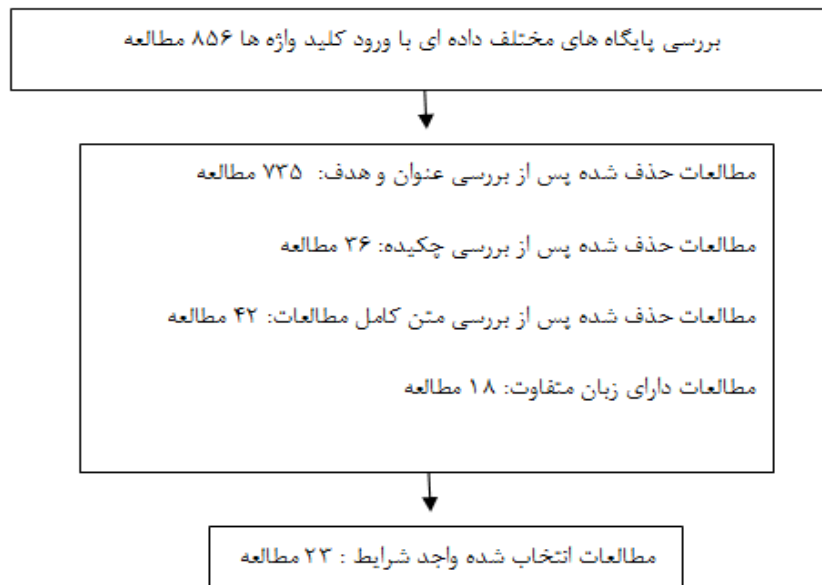 بررسی پایگاه های مختلف داده ای با ورود کلید واژه ها ۸۵۶ مطالعه
مطالعات حذف شده پس از بررسی عنوان و هدف: ۷۳۵ مطالعه
مطالعات حذف شده پس از بررسی چکیده: ۳۶ مطالعه
مطالعات حذف شده پس از بررسی متن کامل مطالعات: ۴۲ مطالعه
مطالعات دارای زبان متفاوت: ۱۸ مطالعه
مطالعات انتخاب شده واجد شرایط : ۲۳ مطالعه